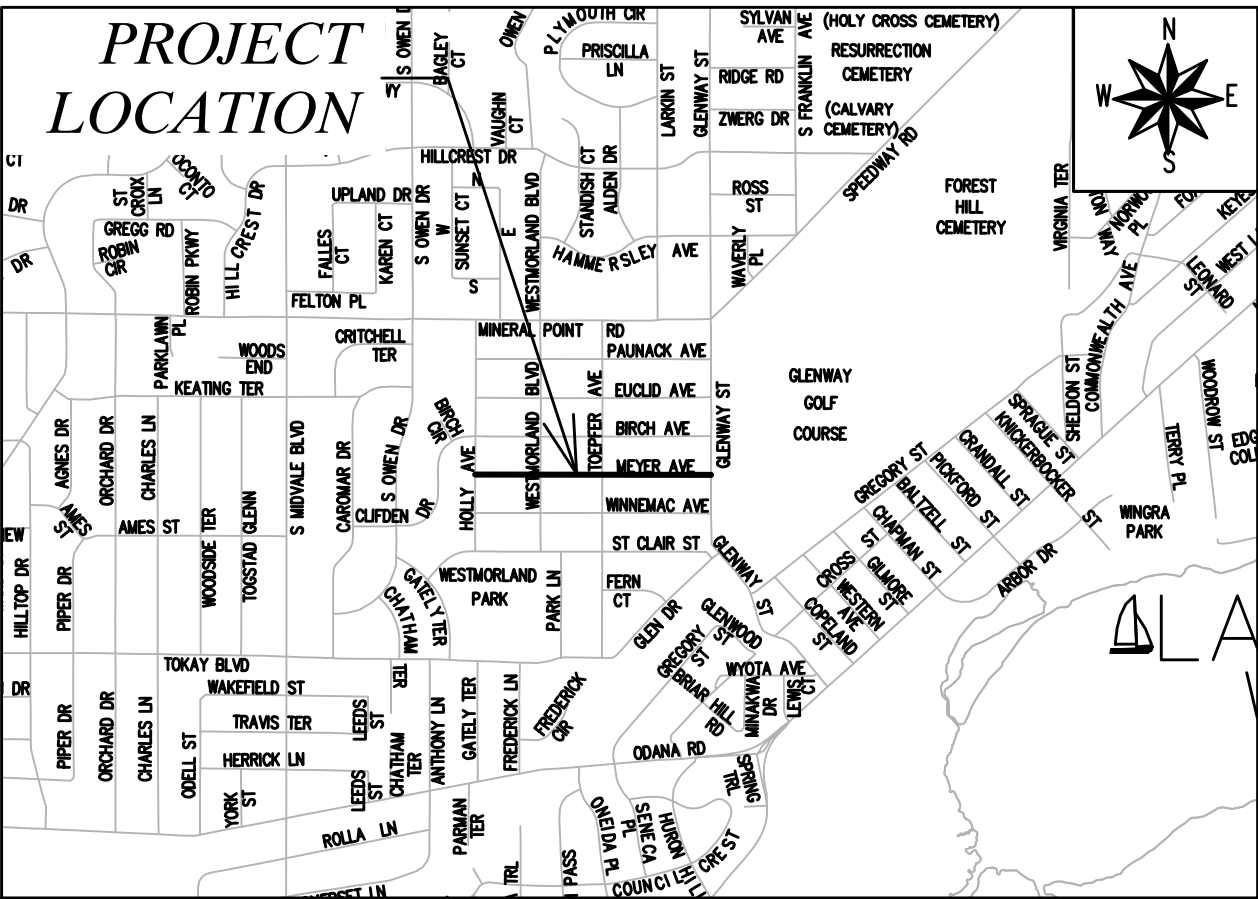 PROJECT
LOCATION
S OWEN D
BAGLEY
CT
OWEN
PLYMOUTH CIR
PRISCILLA
LN
LARKIN ST
GLENWAY ST
SYLVAN
AVE
RIDGE RD
ZWERG DR
S FRANKLIN AVE
(HOLY CROSS CEMETERY)
RESURRECTION
CEMETERY
(CALVARY
CEMETERY)
SPEEDWAY RD
N
W
E
S
VAUGHN
CT
HILLCREST DR
CT
DR
DR
ST
CROIX
LN
OCONTO
CT
GREGG RD
ROBIN
CIR
ROBIN PKWY
HILLCREST DR
UPLAND DR
FALLES
CT
KAREN CT
S OWEN DR
N
W
SUNSET CT
E
S
WESTMORLAND BLVD
STANDISH CT
ALDEN DR
HAMMERSLEY AVE
ROSS
ST
WAVERLY
PL
FOREST
HILL
CEMETERY
VIRGINIA TER
TON
WAY
NORWO
PL
FO
KEYES
WEST L
LEONARD
ST
COMMONWEALTH AVE
FELTON PL
PARKLAWN
PL
WOODS
END
KEATING TER
CRITCHELL
TER
MINERAL POINT RD
PAUNACK AVE
EUCLID AVE
BIRCH AVE
MEYER AVE
WINNEMAC AVE
ST CLAIR ST
WESTMORLAND BLVD
TOEPFER AVE
GLENWAY ST
GLENWAY
GOLF
COURSE
AGNES DR
ORCHARD DR
CHARLES LN
S MIDVALE BLVD
CAROMAR DR
S OWEN DR
BIRCH
CIR
HOLLY AVE
CLIFDEN DR
AMES
ST
AMES ST
WOODSIDE TER
TOGSTAD GLENN
IEW
HILLTOP DR
PIPER DR
GATELY TER
CHATHAM
TER
WESTMORLAND
PARK
PARK LN
FERN
CT
GLENWAY
ST
GLEN DR
GLENWOOD
ST
GREGORY
ST
BRIAR HILL
RD
WYOTA AVE
MINAKWA
DR
LEWIS
CT
GREGORY ST
SPRAGUE ST
KNICKERBOCKER
ST
CRANDALL ST
PICKFORD ST
BALTZELL ST
CHAPMAN ST
CROSS ST
GILMORE
ST
WESTERN
AVE
COPELAND
ST
SHELDON ST
WOODROW ST
TERRY PL
EDG
COL
WINGRA
PARK
ARBOR DR
LA
TOKAY BLVD
DR
WAKEFIELD ST
TRAVIS TER
HERRICK LN
PIPER DR
ORCHARD DR
CHARLES LN
ODELL ST
YORK
ST
LEEDS
ST
LEEDS
ST
CHATHAM
TER
ANTHONY LN
GATELY TER
FREDERICK LN
FREDERICK
CIR
ODANA RD
SPRING
TRL
ROLLA LN
PARMAN
TER
TRL
PASS
ONEIDA PL
SENECA
PL
HURON
HILL
COUNCIL
CREST
MERSET LN